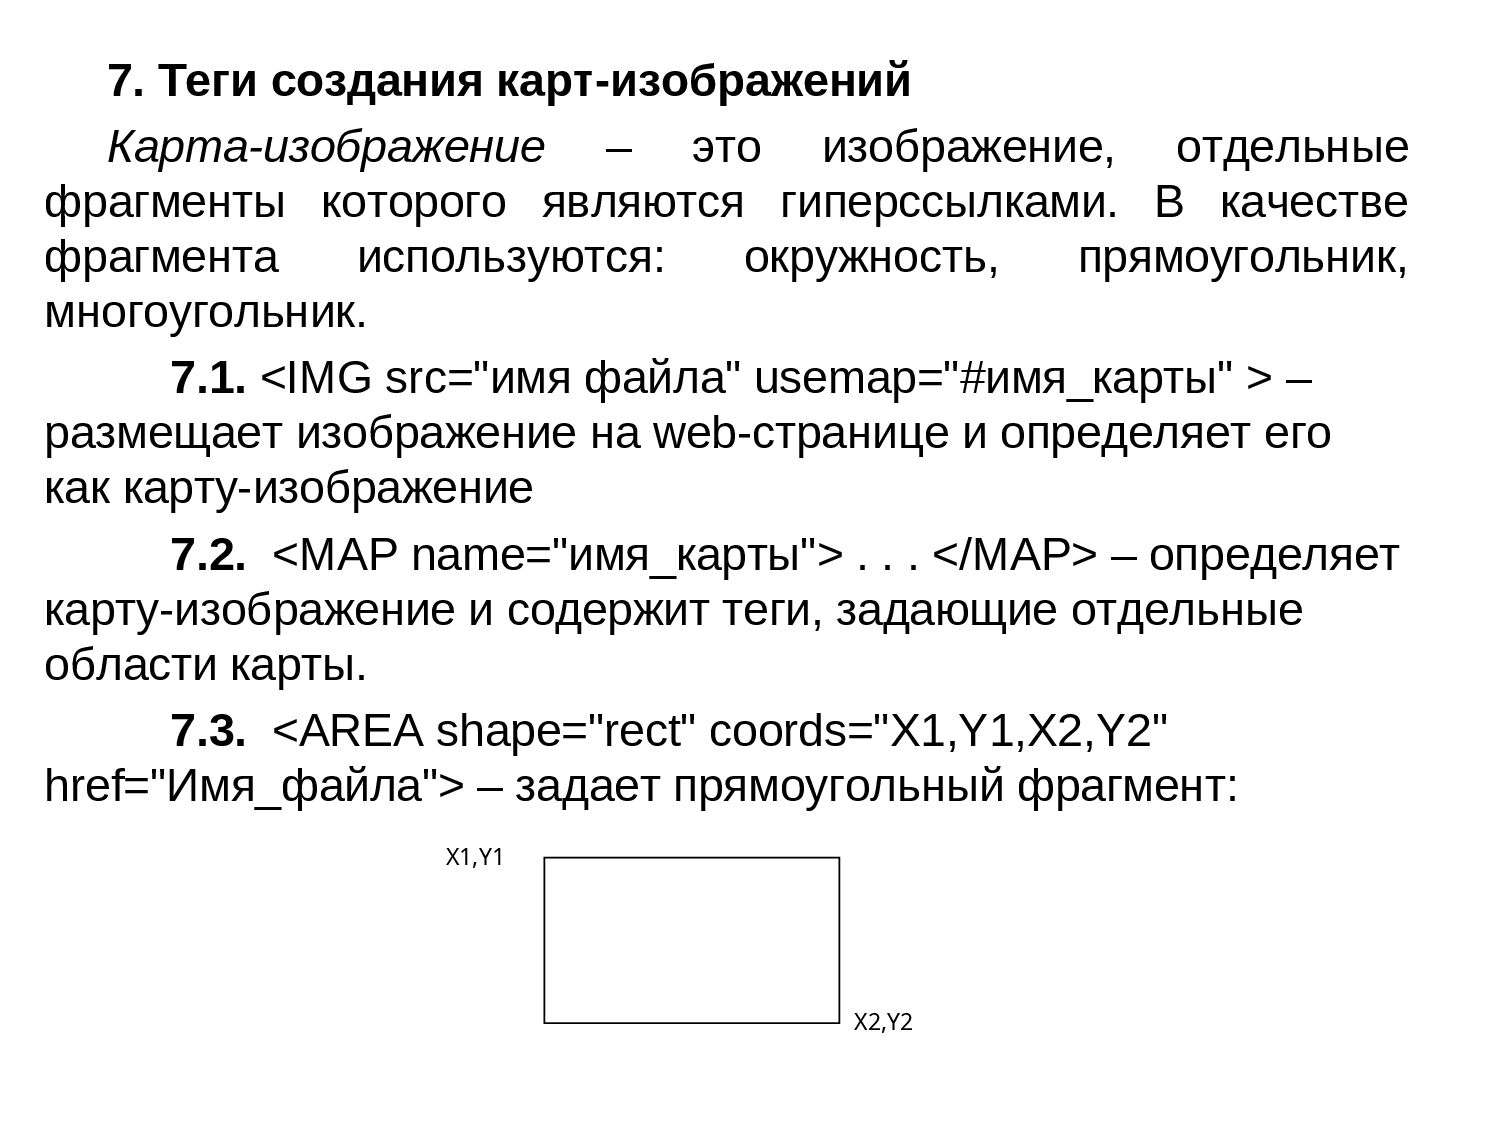 7. Теги создания карт-изображений
Карта-изображение – это изображение, отдельные
фрагменты которого являются гиперссылками. В качестве
фрагмента используются: окружность, прямоугольник,
многоугольник.
7.1. <IMG src="имя файла" usemap="#имя_карты" > –
размещает изображение на web-странице и определяет его
как карту-изображение
7.2. <MAP name="имя_карты"> . . . </MAP> – определяет
карту-изображение и содержит теги, задающие отдельные
области карты.
7.3. <AREA shape="rect" coords="X1,Y1,X2,Y2"
href="Имя_файла"> – задает прямоугольный фрагмент:
X1,Y1
X2,Y2